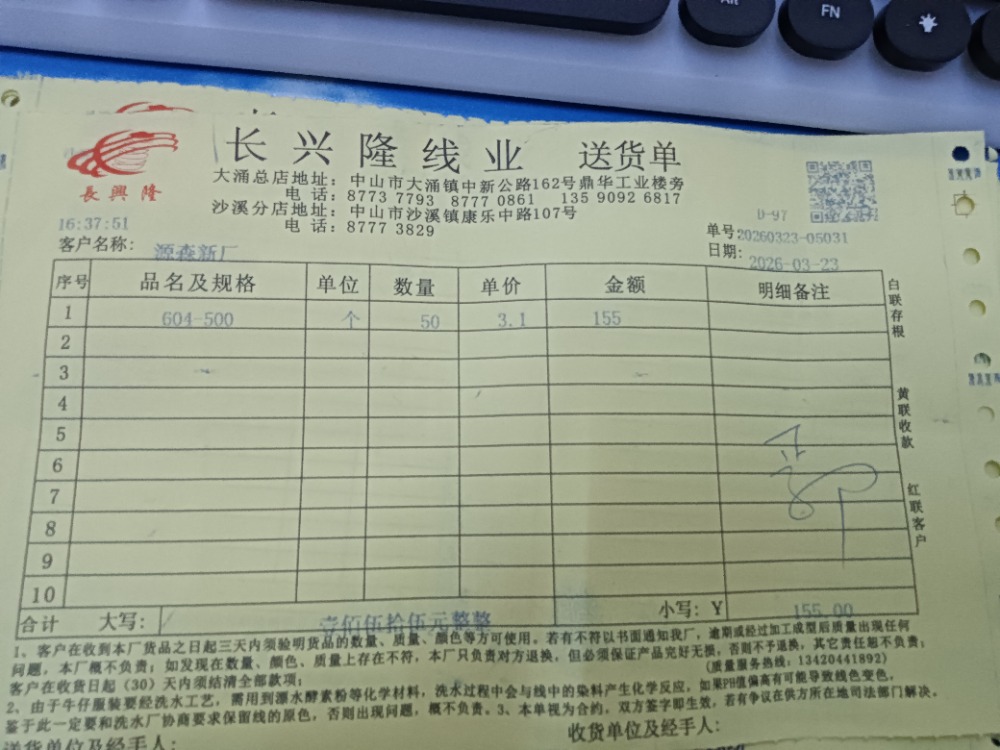 Alt
FN
長興隆
长兴隆线业 送货单
大涌总店地址：中山市大涌镇中新公路162号鼎华工业楼旁
电话：8773 7793 8777 0861 135 9092 6817
沙溪分店地址：中山市沙溪镇康乐中路107号
电话：8777 3829
D-97
16:37:51
单号20260323-05031
客户名称：源森新厂
日期：2026-03-23
序号 品名及规格 单位 数量 单价 金额 明细备注
1 604-500 个 50 3.1 155
2
3
4
5
6
7
8
9
10
白联存根
黄联收款
红联客户
合计 大写：壹佰伍拾伍元整整 小写：Y 155.00
1、客户在收到本厂货品之日起三天内须验明货品的数量、质量、颜色等方可使用。若有不符以书面通知我厂，逾期或经过加工成型后质量出现任何
问题，本厂概不负责；如发现在数量、颜色、质量上存在不符，本厂只负责对方退换，但必须保证产品完好无损，否则不予退换，其它责任恕不负责；
客户在收货日起（30）天内须结清全部款项； （质量服务热线：13420441892）
2、由于牛仔服装要经洗水工艺，需用到漂水酵素粉等化学材料，洗水过程中会与线中的染料产生化学反应，如果PH值偏高有可能导致线色变色，
鉴于此一定要和洗水厂协商要求保留线的原色，否则出现问题，概不负责。3、本单视为合约，双方签字即生效，若有争议在供方所在地司法部门解决。
送货单位及经手人： 收货单位及经手人：